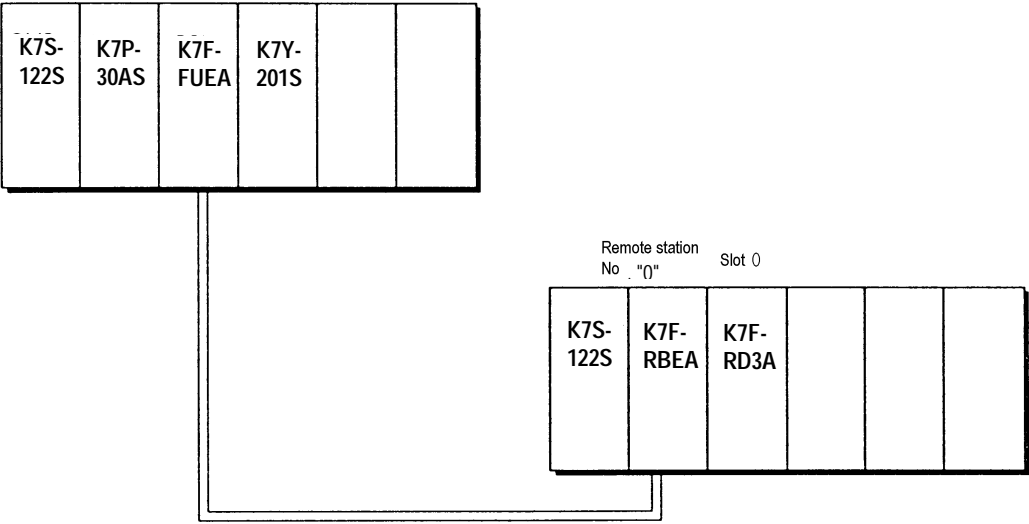 K7S-
122S
K7P-
30AS
K7F-
FUEA
K7Y-
201S
Remote station
No . "0"
Slot 0
K7S-
122S
K7F-
RBEA
K7F-
RD3A